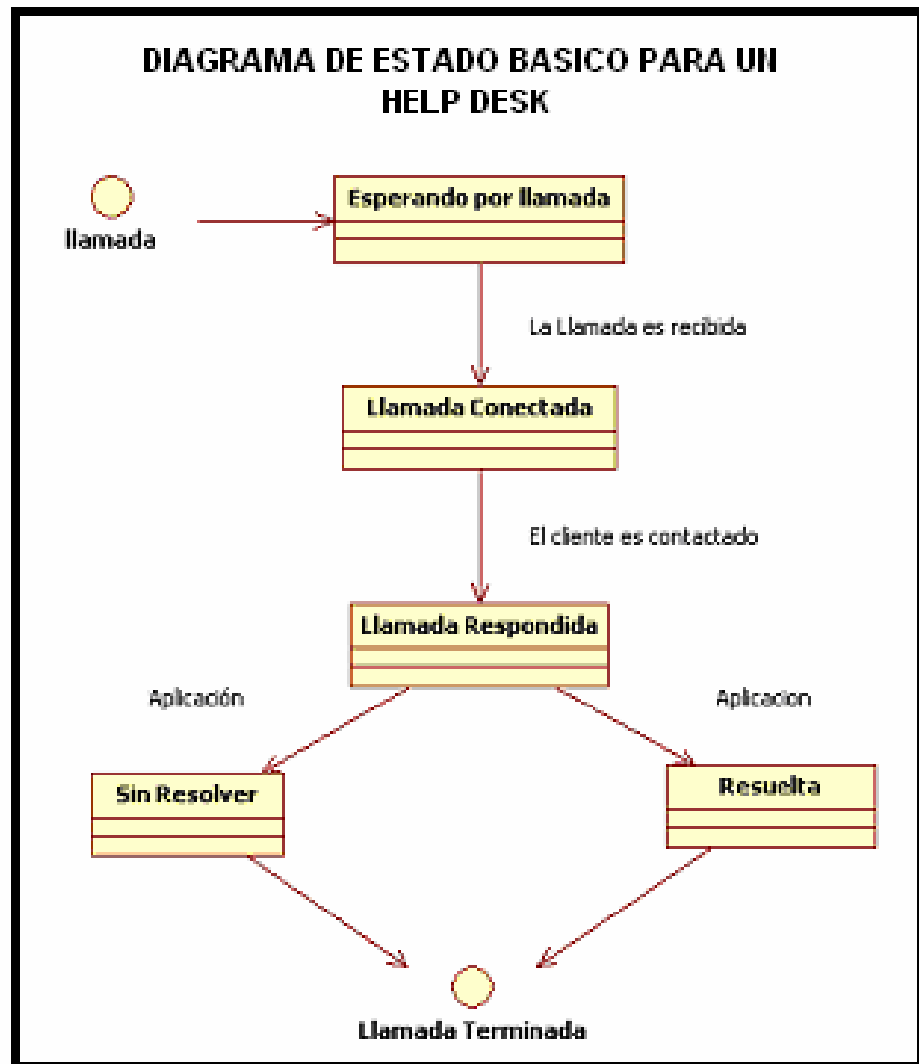 DIAGRAMA DE ESTADO BASICO PARA UN
HELP DESK
llamada
Esperando por llamada
La Llamada es recibida
Llamada Conectada
El cliente es contactado
Llamada Respondida
Aplicación
Aplicacion
Sin Resolver
Resuelta
Llamada Terminada